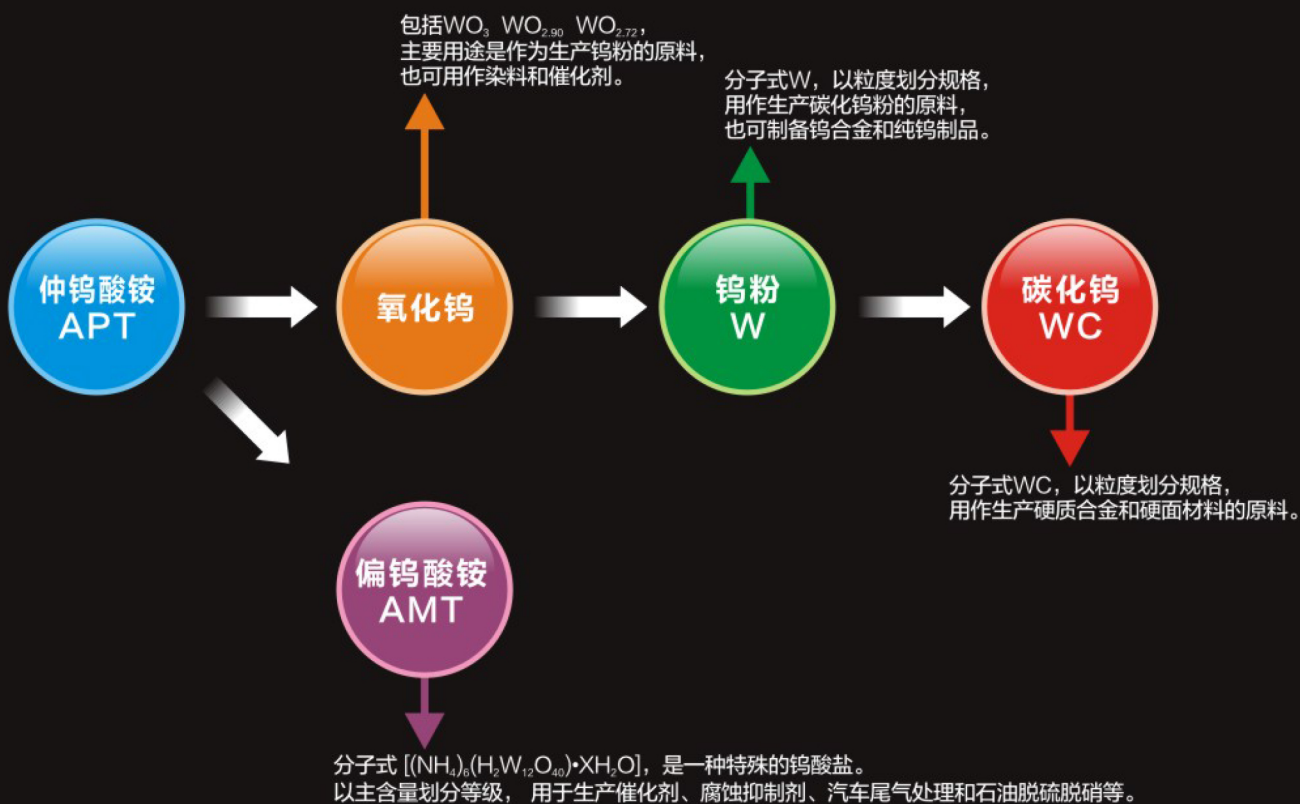 包括WO₃ WO₂.₉₀ WO₂.₇₂，
主要用途是作为生产钨粉的原料，
也可用作染料和催化剂。
分子式W，以粒度划分规格，
用作生产碳化钨粉的原料，
也可制备钨合金和纯钨制品。
仲钨酸铵
APT
氧化钨
钨粉
W
碳化钨
WC
分子式WC，以粒度划分规格，
用作生产硬质合金和硬面材料的原料。
偏钨酸铵
AMT
分子式 [(NH₄)₆(H₂W₁₂O₄₀)•XH₂O]，是一种特殊的钨酸盐。
以主含量划分等级， 用于生产催化剂、腐蚀抑制剂、汽车尾气处理和石油脱硫脱硝等。